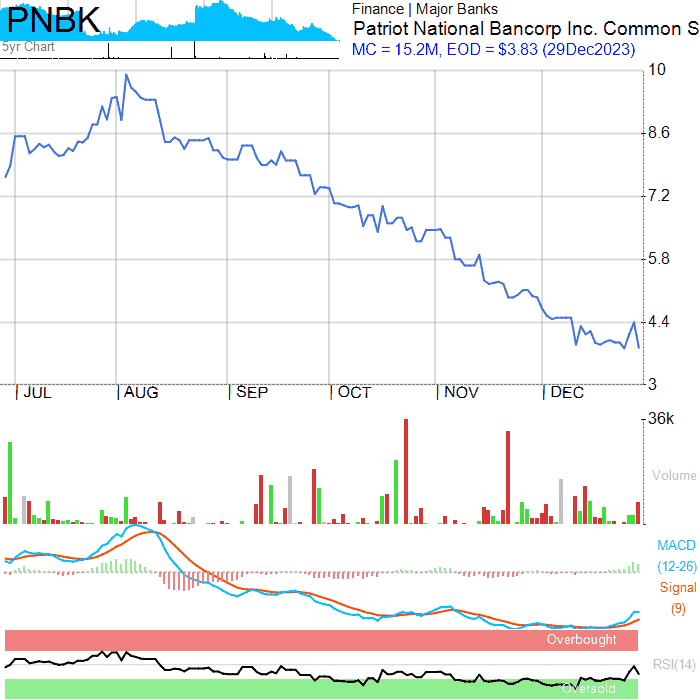 PNBK
5yr Chart
Finance | Major Banks
Patriot National Bancorp Inc. Common S
MC = 15.2M, EOD = $3.83 (29Dec2023)
10
8.6
7.2
5.8
4.4
3
JUL AUG SEP OCT NOV DEC
36k
Volume
MACD
(12-26)
Signal
(9)
Overbought
RSI(14)
Oversold